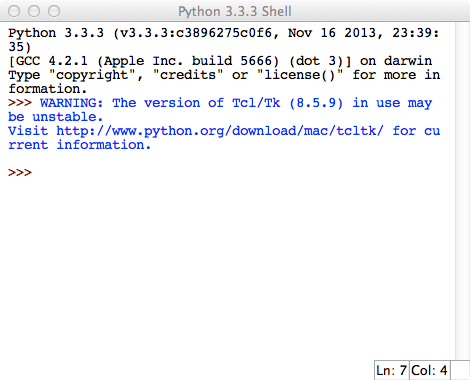 Python 3.3.3 Shell
Python 3.3.3 (v3.3.3:c3896275c0f6, Nov 16 2013, 23:39:
35)
[GCC 4.2.1 (Apple Inc. build 5666) (dot 3)] on darwin
Type "copyright", "credits" or "license()" for more in
formation.
>>> WARNING: The version of Tcl/Tk (8.5.9) in use may
be unstable.
Visit http://www.python.org/download/mac/tcltk/ for cu
rrent information.
>>>
Ln: 7 Col: 4